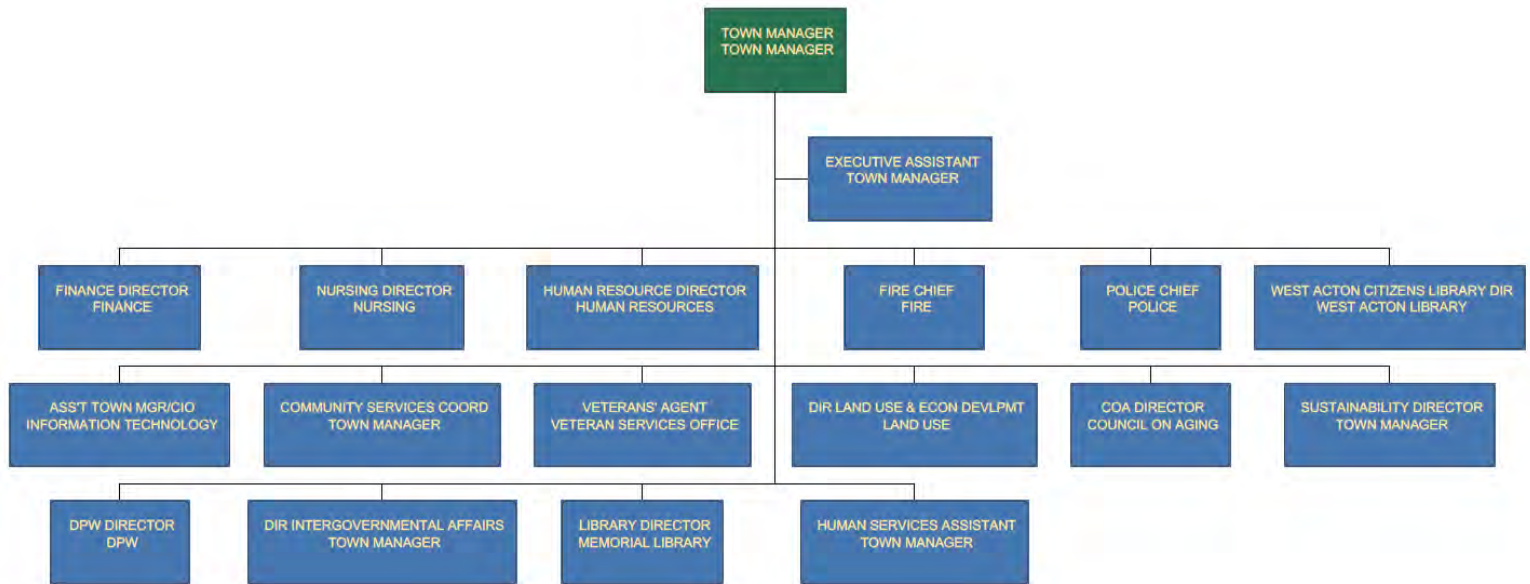 TOWN MANAGER
TOWN MANAGER
EXECUTIVE ASSISTANT
TOWN MANAGER
FINANCE DIRECTOR
FINANCE
NURSING DIRECTOR
NURSING
HUMAN RESOURCE DIRECTOR
HUMAN RESOURCES
FIRE CHIEF
FIRE
POLICE CHIEF
POLICE
WEST ACTON CITIZENS LIBRARY DIR
WEST ACTON LIBRARY
ASS'T TOWN MGR/CIO
INFORMATION TECHNOLOGY
COMMUNITY SERVICES COORD
TOWN MANAGER
VETERANS' AGENT
VETERAN SERVICES OFFICE
DIR LAND USE & ECON DEVLPMT
LAND USE
COA DIRECTOR
COUNCIL ON AGING
SUSTAINABILITY DIRECTOR
TOWN MANAGER
DPW DIRECTOR
DPW
DIR INTERGOVERNMENTAL AFFAIRS
TOWN MANAGER
LIBRARY DIRECTOR
MEMORIAL LIBRARY
HUMAN SERVICES ASSISTANT
TOWN MANAGER